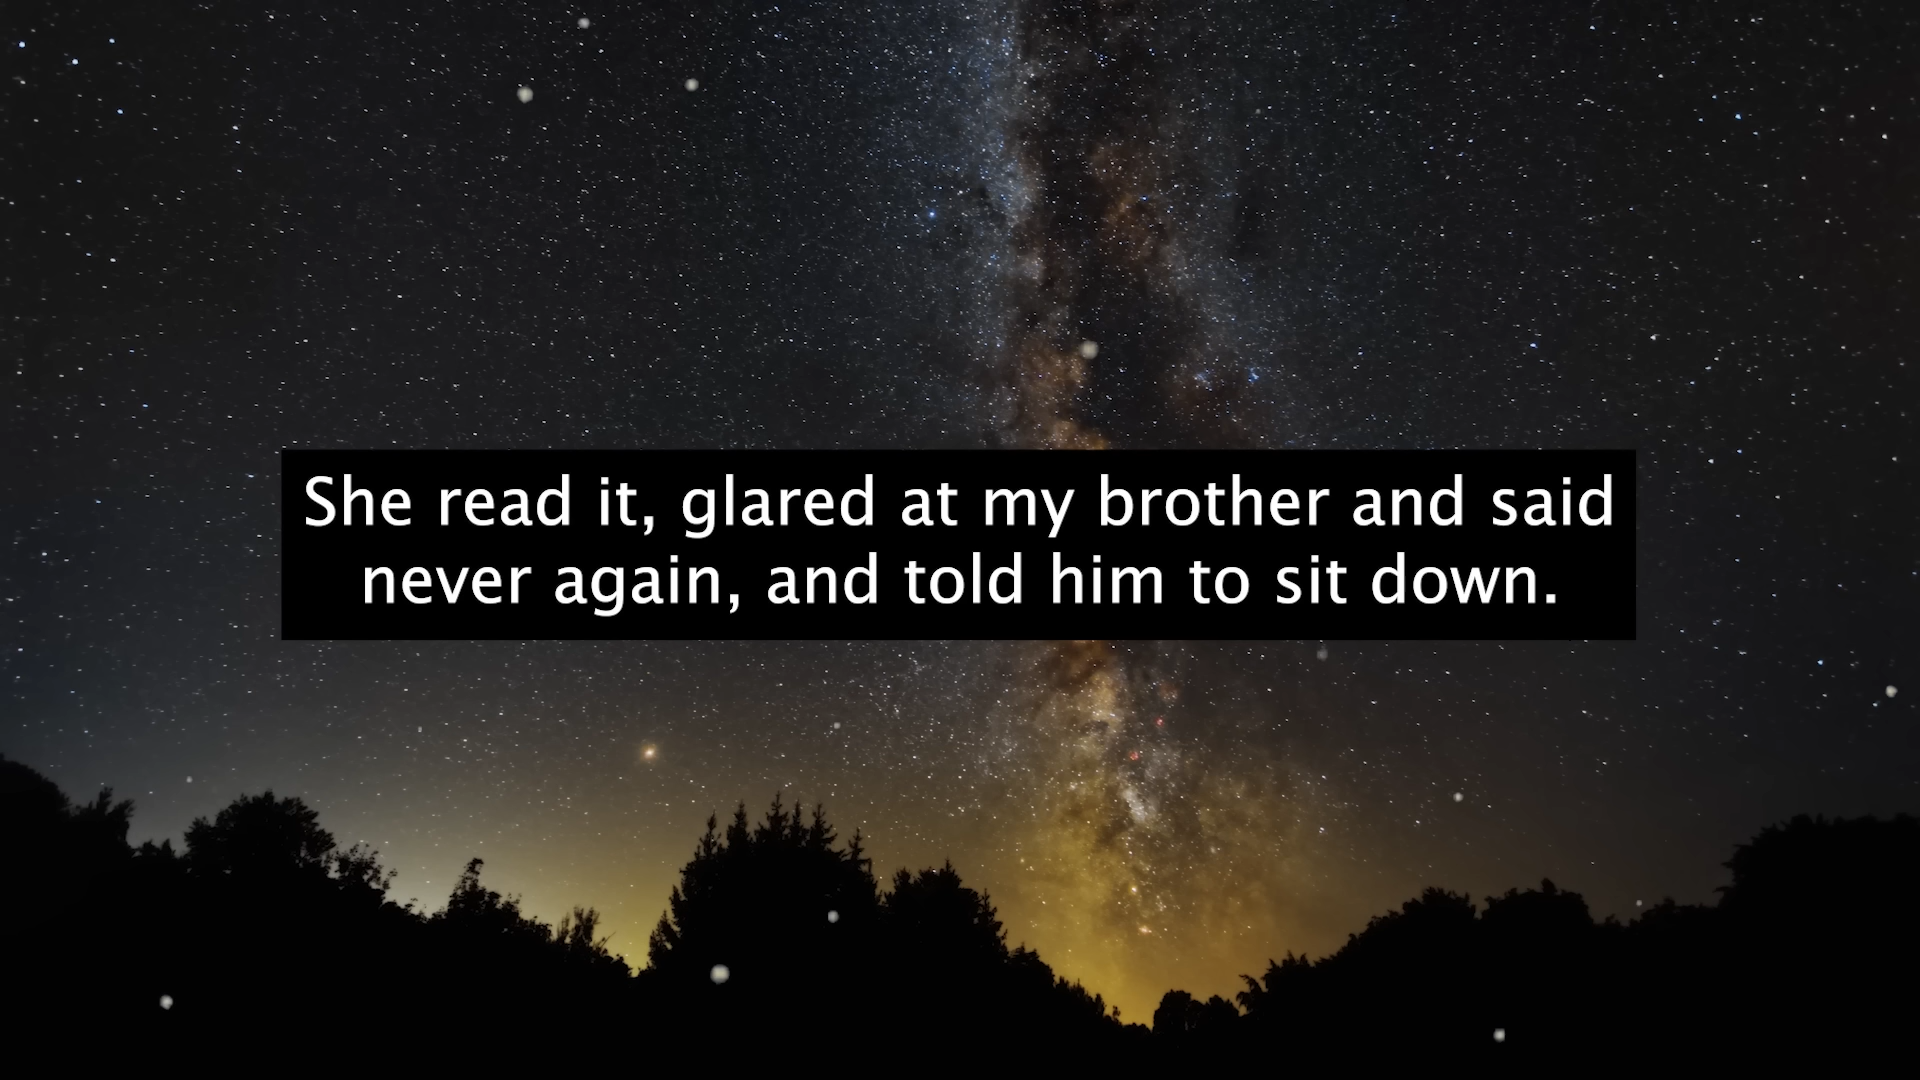 She read it, glared at my brother and said
never again, and told him to sit down.